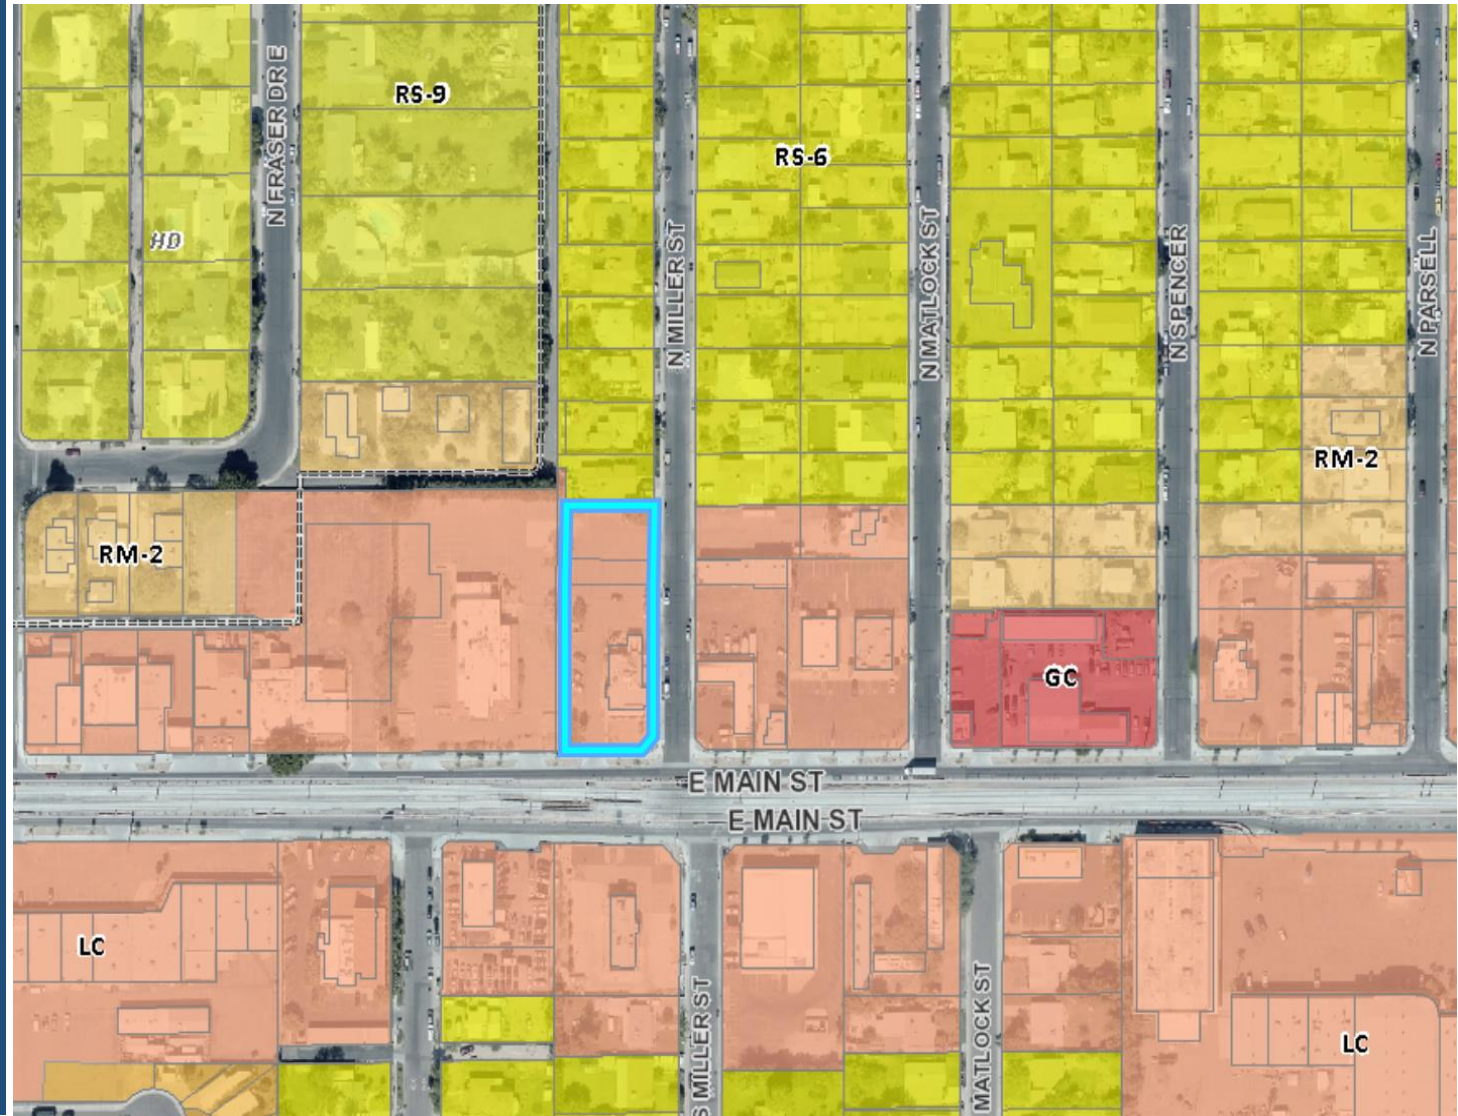 N FRASER DR E
RS-9
RS-6
HD
N MILLER ST
N MATLOCK ST
N SPENCER
N PARSELL
RM-2
RM-2
GC
E MAIN ST
E MAIN ST
LC
S MILLER ST
MATLOCK ST
LC